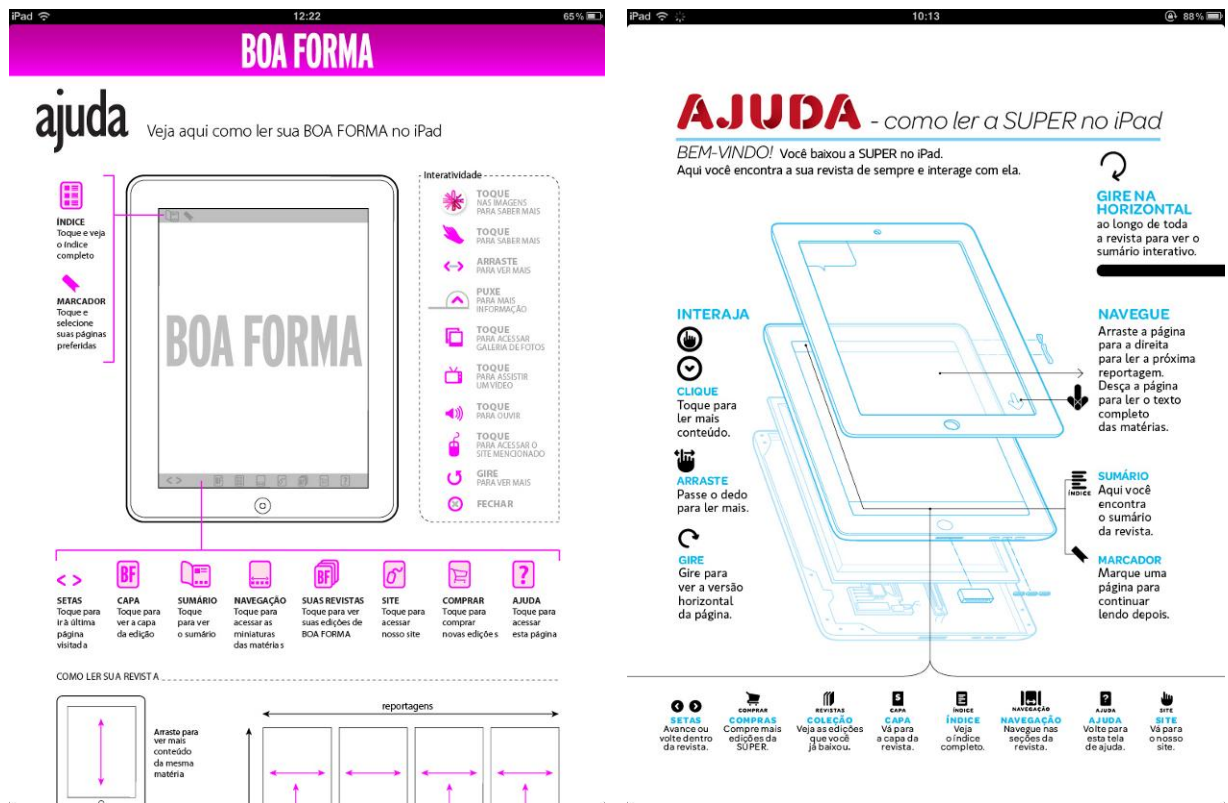 iPad 12:22 65%
BOA FORMA
ajuda Veja aqui como ler sua BOA FORMA no iPad
ÍNDICE
Toque e veja
o índice
completo
MARCADOR
Toque e
selecione
suas páginas
preferidas
BOA FORMA
BF ?
Interatividade
TOQUE
NAS IMAGENS
PARA SABER MAIS
TOQUE
PARA SABER MAIS
ARRASTE
PARA VER MAIS
PUXE
PARA MAIS
INFORMAÇÃO
TOQUE
PARA ACESSAR
GALERIA DE FOTOS
TOQUE
PARA ASSISTIR
UM VÍDEO
TOQUE
PARA OUVIR
TOQUE
PARA ACESSAR O
SITE MENCIONADO
GIRE
PARA VER MAIS
FECHAR
< >
SETAS
Toque para
ir à última
página
visitada
BF
CAPA
Toque para
ver a capa
da edição
SUMÁRIO
Toque
para ver
o sumário
NAVEGAÇÃO
Toque para
acessar as
miniaturas
das matérias
BF
SUAS REVISTAS
Toque para ver
suas edições de
BOA FORMA
SITE
Toque para
acessar
nosso site
COMPRAR
Toque para
comprar
novas edições
?
AJUDA
Toque para
acessar
esta página
COMO LER SUA REVISTA
Arraste para
ver mais
conteúdo
da mesma
matéria
reportagens
iPad 10:13 88%
AJUDA - como ler a SUPER no iPad
BEM-VINDO! Você baixou a SUPER no iPad.
Aqui você encontra a sua revista de sempre e interage com ela.
GIRE NA
HORIZONTAL
ao longo de toda
a revista para ver o
sumário interativo.
INTERAJA
CLIQUE
Toque para
ler mais
conteúdo.
ARRASTE
Passe o dedo
para ler mais.
GIRE
Gire para
ver a versão
horizontal
da página.
NAVEGUE
Arraste a página
para a direita
para ler a próxima
reportagem.
Desça a página
para ler o texto
completo
das matérias.
ÍNDICE
SUMÁRIO
Aqui você
encontra
o sumário
da revista.
MARCADOR
Marque uma
página para
continuar
lendo depois.
SETAS
Avance ou
volte dentro
da revista.
COMPRAR
COMPRAS
Compre mais
edições da
SUPER.
REVISTAS
COLEÇÃO
Veja as edições
que você
já baixou.
S
CAPA
CAPA
Vá para
a capa da
revista.
ÍNDICE
ÍNDICE
Veja
o índice
completo.
NAVEGAÇÃO
NAVEGAÇÃO
Navegue nas
seções da
revista.
?
AJUDA
AJUDA
Volte para
esta tela
de ajuda.
SITE
SITE
Vá para
o nosso
site.